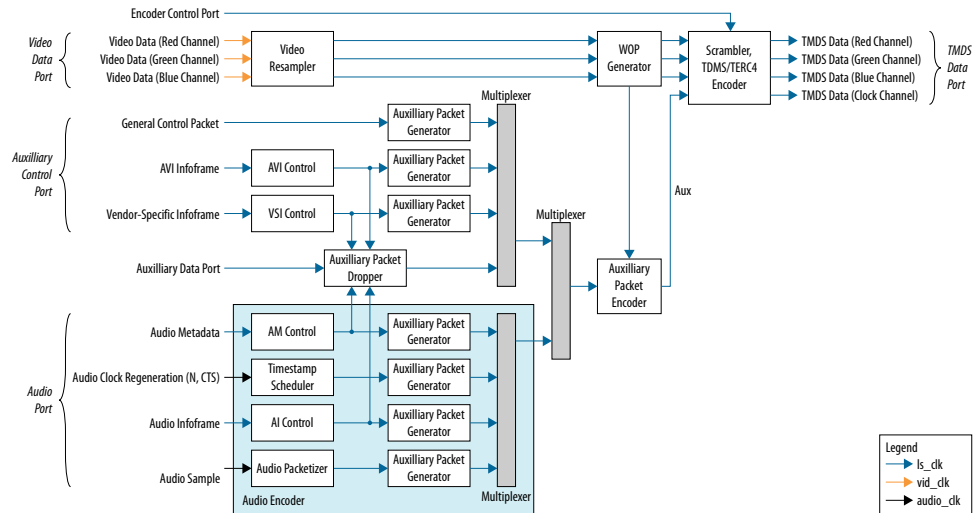 Encoder Control Port
Video
Data
Port
Video Data (Red Channel)
Video Data (Green Channel)
Video Data (Blue Channel)
Video
Resampler
WOP
Generator
Scrambler,
TDMS/TERC4
Encoder
TMDS Data (Red Channel)
TMDS Data (Green Channel)
TMDS Data (Blue Channel)
TMDS Data (Clock Channel)
TMDS
Data
Port
Multiplexer
General Control Packet
Auxilliary Packet
Generator
Auxilliary
Control
Port
AVI Infoframe
AVI Control
Auxilliary Packet
Generator
Vendor-Specific Infoframe
VSI Control
Auxilliary Packet
Generator
Aux
Multiplexer
Auxilliary Data Port
Auxilliary Packet
Dropper
Auxilliary
Packet
Encoder
Audio
Port
Audio Metadata
AM Control
Auxilliary Packet
Generator
Audio Clock Regeneration (N, CTS)
Timestamp
Scheduler
Auxilliary Packet
Generator
Audio Infoframe
AI Control
Auxilliary Packet
Generator
Audio Sample
Audio Packetizer
Auxilliary Packet
Generator
Audio Encoder
Multiplexer
Legend
ls_clk
vid_clk
audio_clk